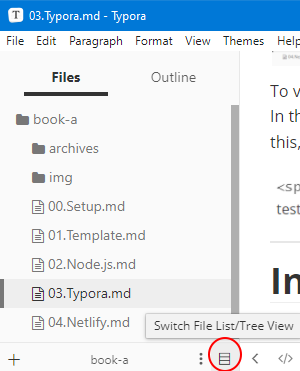 T 03.Typora.md - Typora
File Edit Paragraph Format View Themes Help
Files Outline
To v
book-a
In th
archives
this,
img
<sp
00.Setup.md
test
01.Template.md
02.Node.js.md
03.Typora.md
In
04.Netlify.md
Switch File List/Tree View
+ book-a < </>